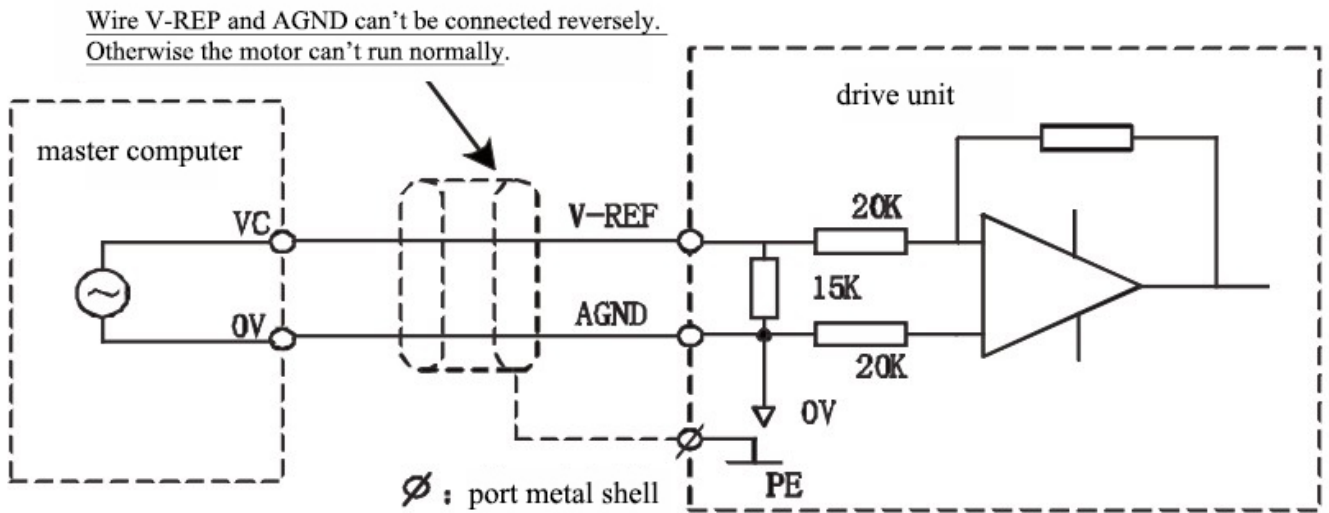 Wire V-REP and AGND can't be connected reversely.
Otherwise the motor can't run normally.
drive unit
master computer
VC
V-REF
20K
15K
0V
AGND
20K
0V
PE
: port metal shell